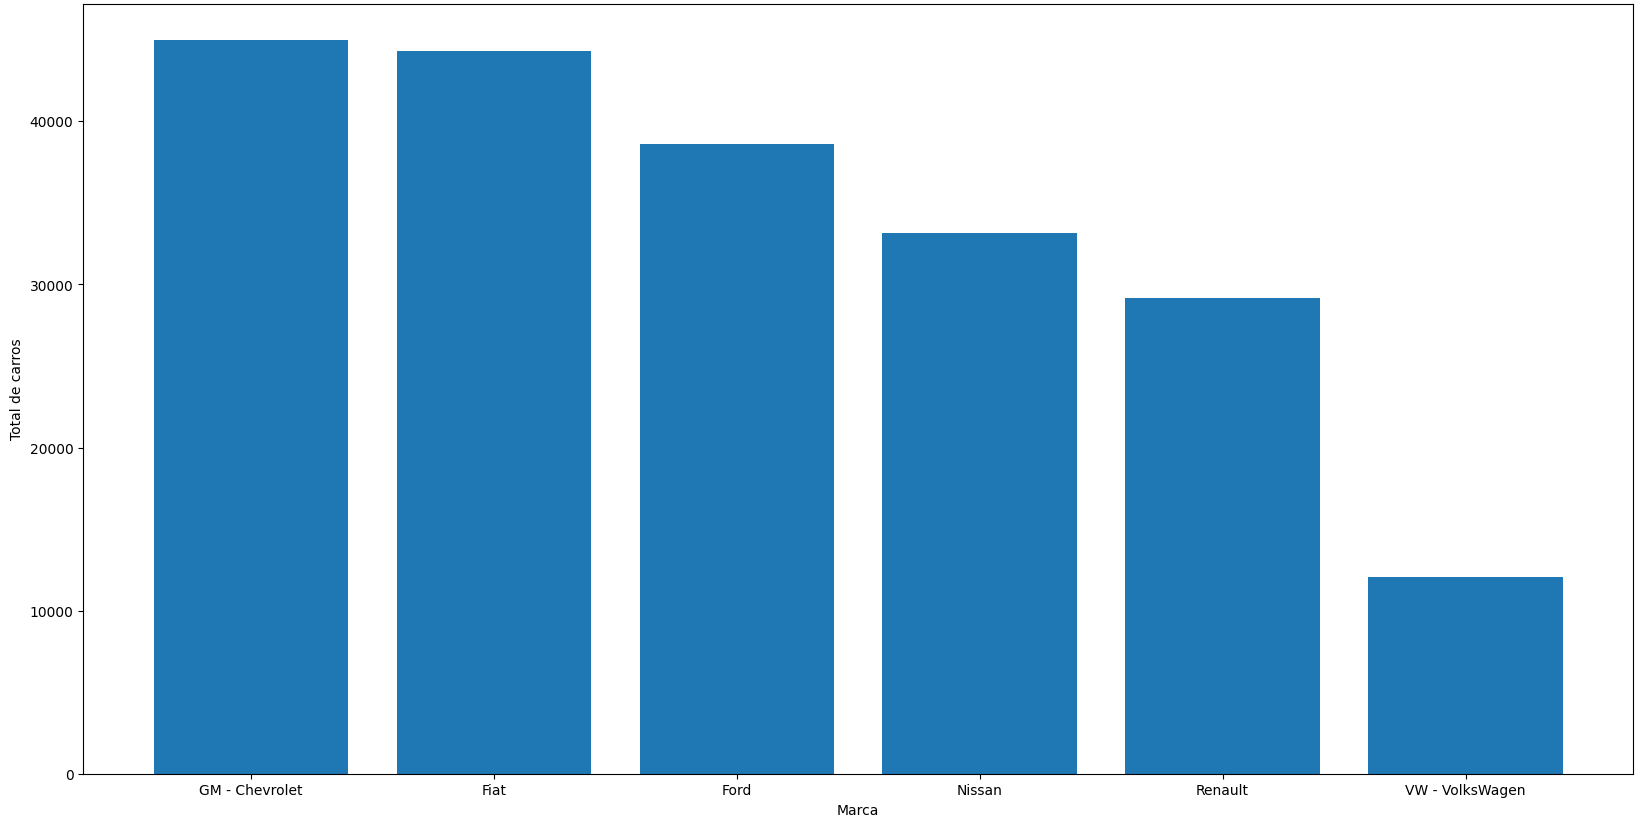 Total de carros
40000
30000
20000
10000
0
GM - Chevrolet Fiat Ford Nissan Renault VW - VolksWagen
Marca